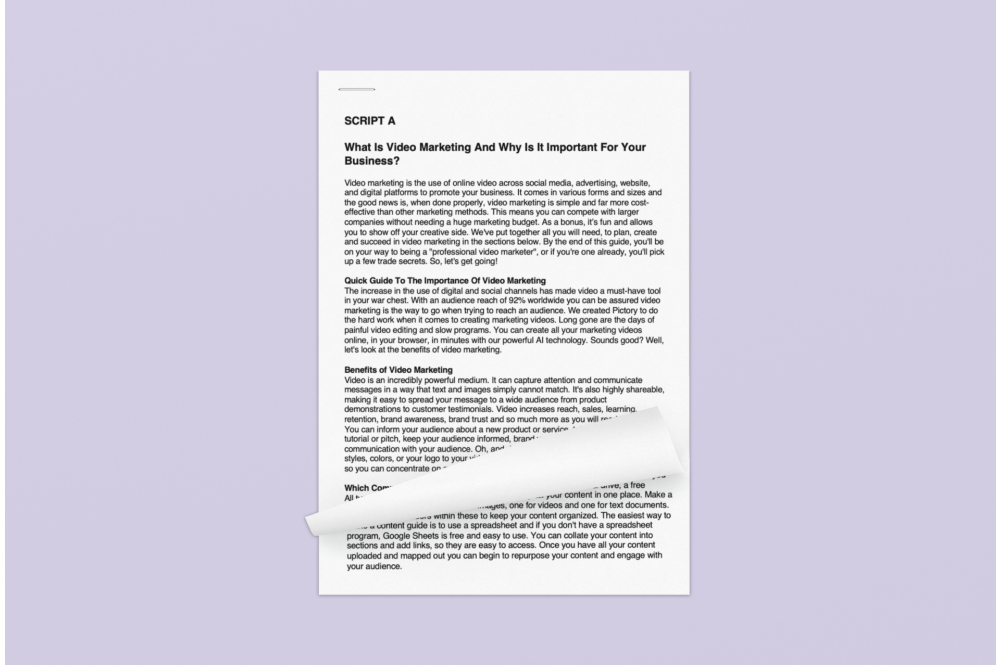 SCRIPT A
What Is Video Marketing And Why Is It Important For Your
Business?
Video marketing is the use of online video across social media, advertising, website,
and digital platforms to promote your business. It comes in various forms and sizes and
the good news is, when done properly, video marketing is simple and far more cost-
effective than other marketing methods. This means you can compete with larger
companies without needing a huge marketing budget. As a bonus, it's fun and allows
you to show off your creative side. We've put together all you will need, to plan, create
and succeed in video marketing in the sections below. By the end of this guide, you'll be
on your way to being a "professional video marketer", or if you're one already, you'll pick
up a few trade secrets. So, let's get going!
Quick Guide To The Importance Of Video Marketing
The increase in the use of digital and social channels has made video a must-have tool
in your war chest. With an audience reach of 92% worldwide you can be assured video
marketing is the way to go when trying to reach an audience. We created Pictory to do
the hard work when it comes to creating marketing videos. Long gone are the days of
painful video editing and slow programs. You can create all your marketing videos
online, in your browser, in minutes with our powerful AI technology. Sounds good? Well,
let's look at the benefits of video marketing.
Benefits of Video Marketing
Video is an incredibly powerful medium. It can capture attention and communicate
messages in a way that text and images simply cannot match. It's also highly shareable,
making it easy to spread your message to a wide audience from product
demonstrations to customer testimonials. Video increases reach, sales, learning,
retention, brand awareness, brand trust and so much more as you will
You can inform your audience about a new product or service,
tutorial or pitch, keep your audience informed, brand
communication with your audience. Oh, and
styles, colors, or your logo to your
so you can concentrate on
Which
drive, a free
All
your content in one place. Make a
one for videos and one for text documents.
within these to keep your content organized. The easiest way to
a content guide is to use a spreadsheet and if you don't have a spreadsheet
program, Google Sheets is free and easy to use. You can collate your content into
sections and add links, so they are easy to access. Once you have all your content
uploaded and mapped out you can begin to repurpose your content and engage with
your audience.